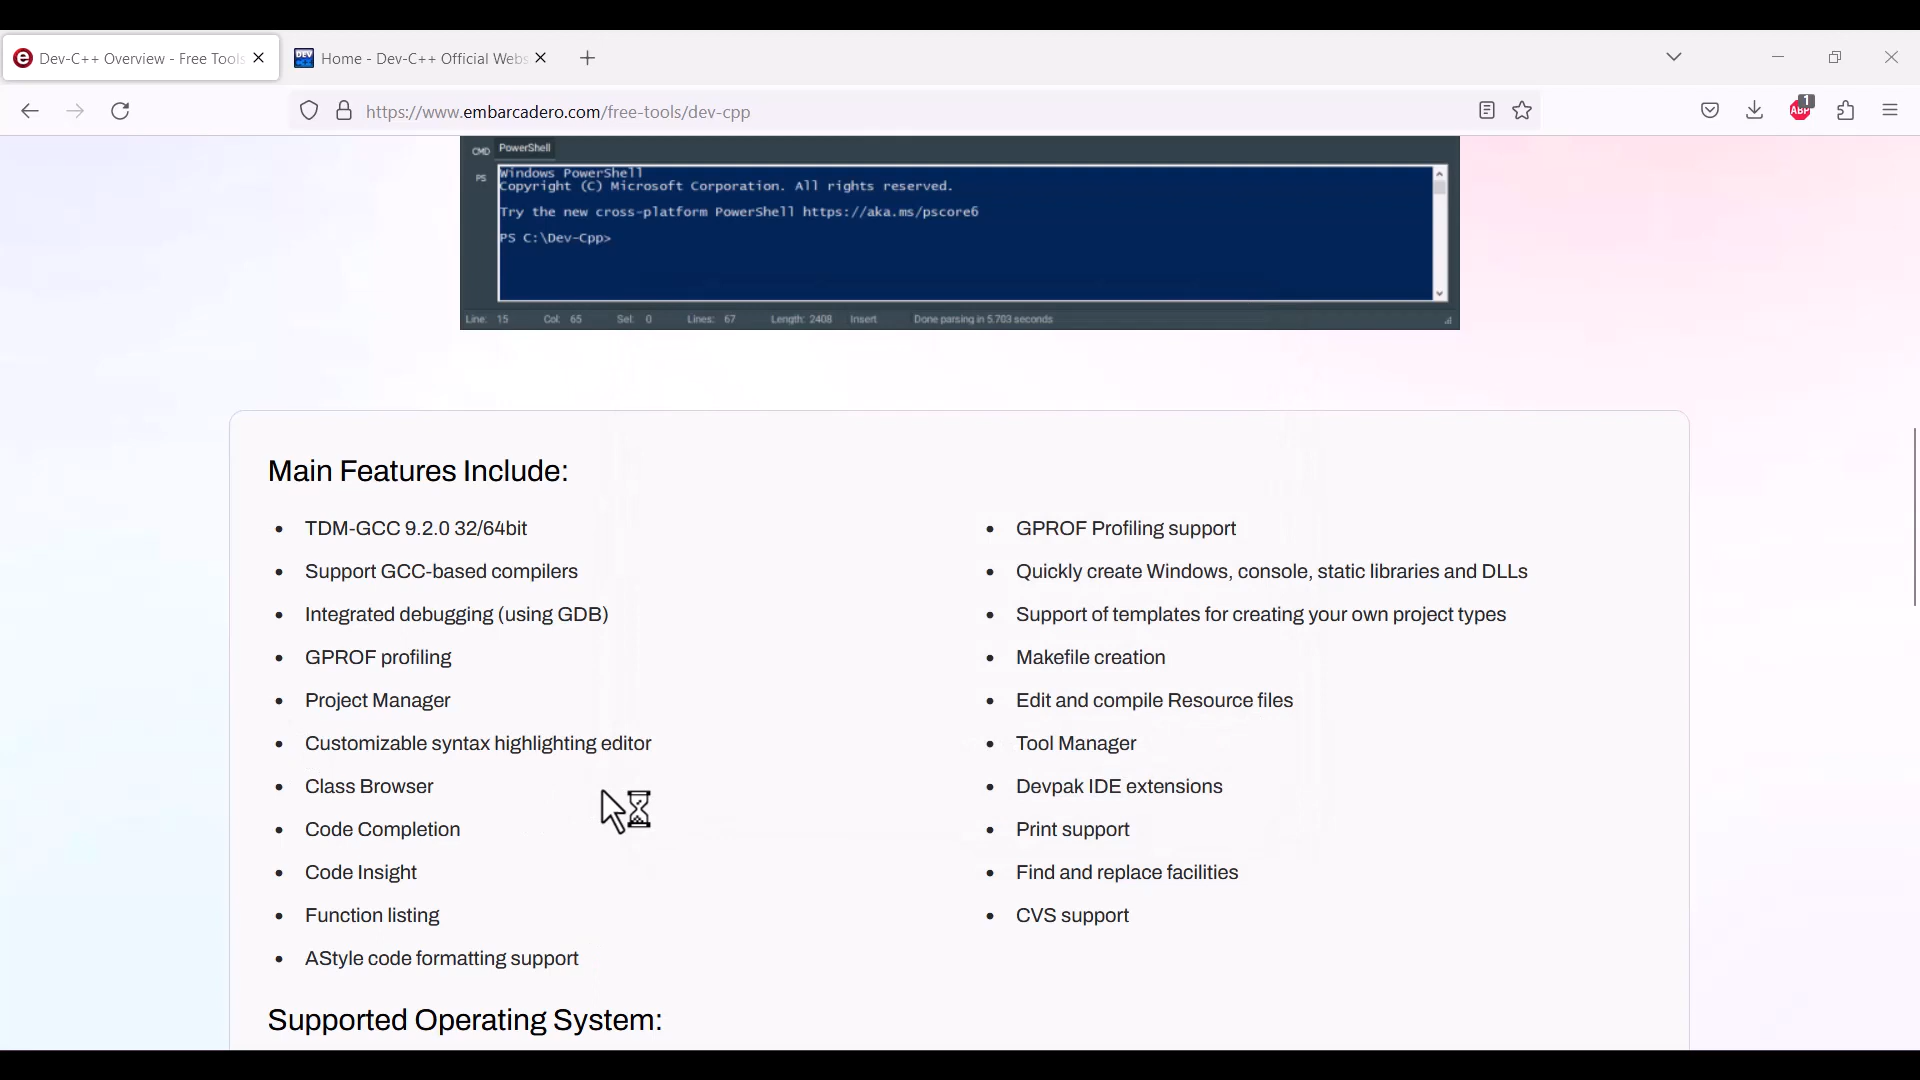 Dev-C++ Overview - Free Tools
Home - Dev-C++ Official Webs
https://www.embarcadero.com/free-tools/dev-cpp
1
ABP
CMD
PowerShell
PS
Windows PowerShell
Copyright (C) Microsoft Corporation. All rights reserved.
Try the new cross-platform PowerShell https://aka.ms/pscore6
PS C:\Dev-Cpp>
Line: 15 Col: 65 Sel: 0 Lines: 67 Length: 2408 Insert Done parsing in 5.703 seconds
Main Features Include:
TDM-GCC 9.2.0 32/64bit
Support GCC-based compilers
Integrated debugging (using GDB)
GPROF profiling
Project Manager
Customizable syntax highlighting editor
Class Browser
Code Completion
Code Insight
Function listing
AStyle code formatting support
GPROF Profiling support
Quickly create Windows, console, static libraries and DLLs
Support of templates for creating your own project types
Makefile creation
Edit and compile Resource files
Tool Manager
Devpak IDE extensions
Print support
Find and replace facilities
CVS support
Supported Operating System: